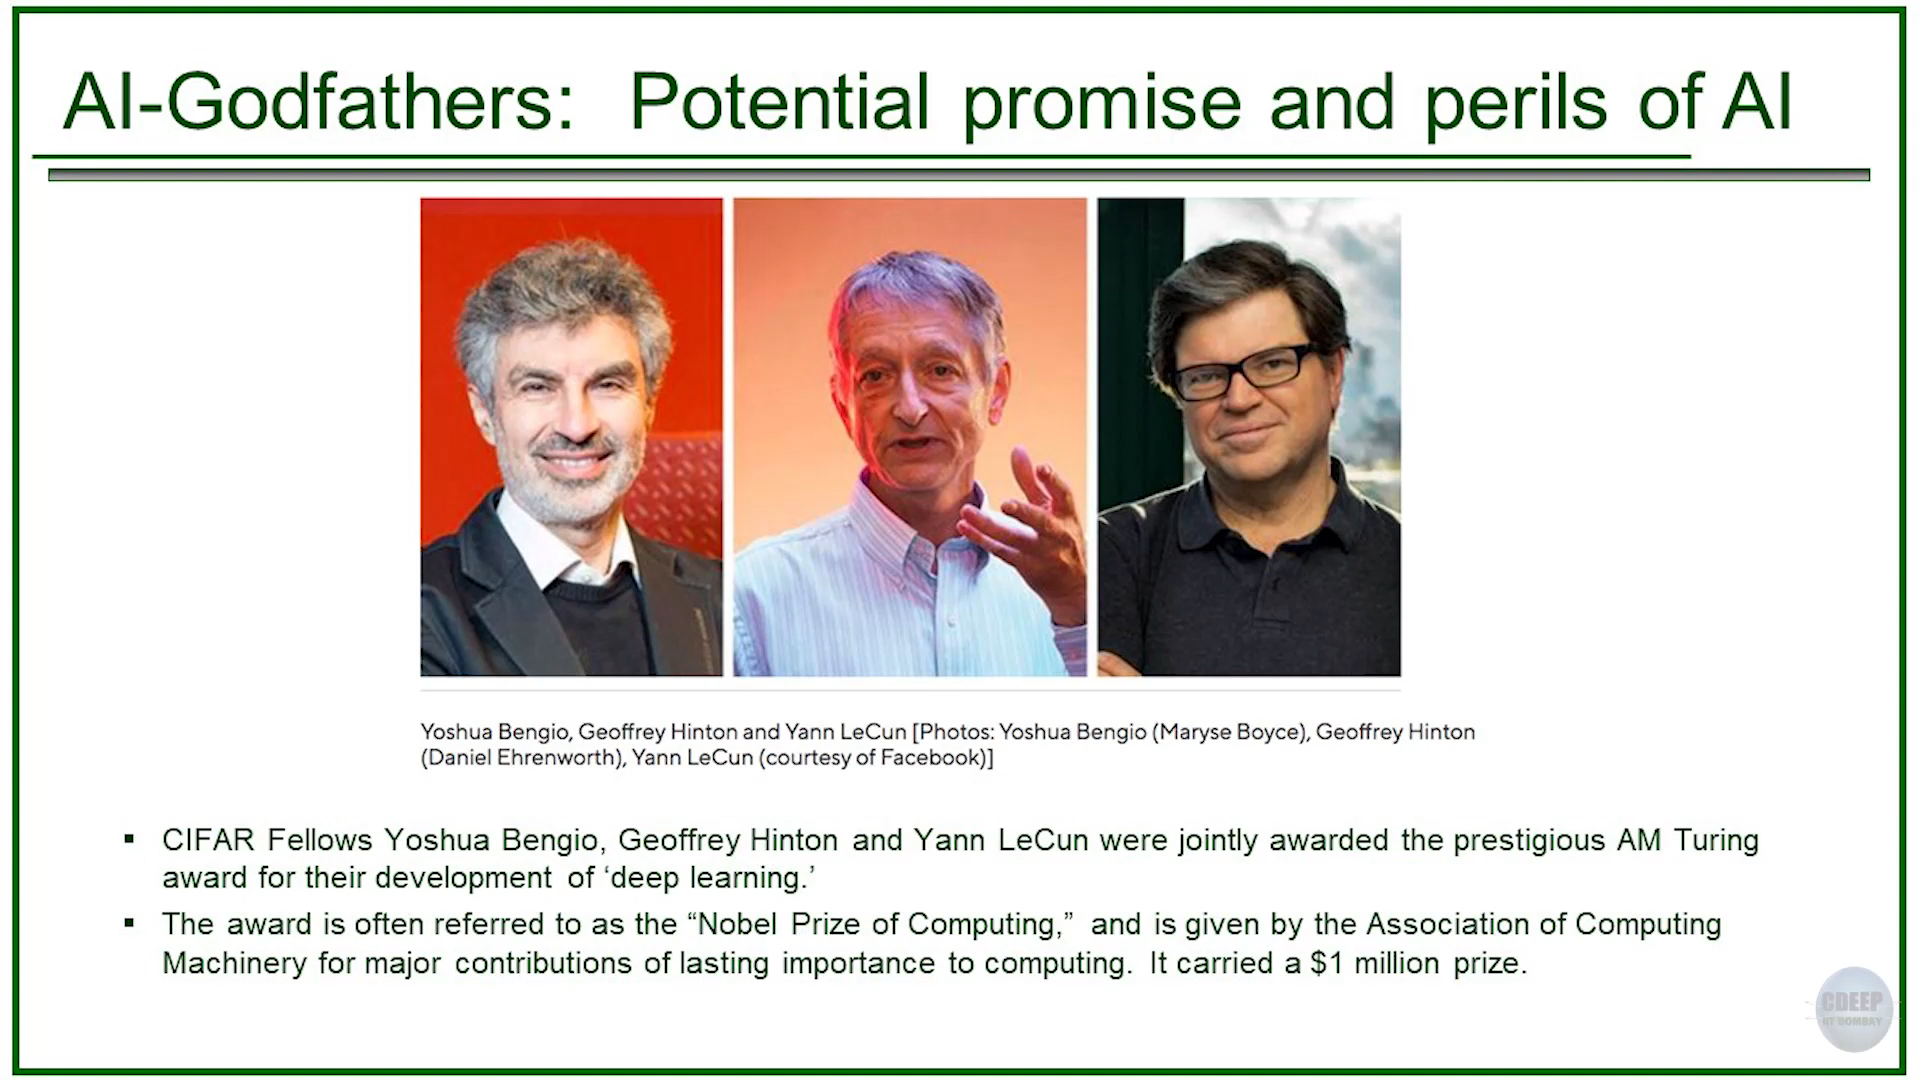 AI-Godfathers: Potential promise and perils of AI
Yoshua Bengio, Geoffrey Hinton and Yann LeCun [Photos: Yoshua Bengio (Maryse Boyce), Geoffrey Hinton
(Daniel Ehrenworth), Yann LeCun (courtesy of Facebook)]
▪ CIFAR Fellows Yoshua Bengio, Geoffrey Hinton and Yann LeCun were jointly awarded the prestigious AM Turing
award for their development of ‘deep learning.’
▪ The award is often referred to as the “Nobel Prize of Computing,” and is given by the Association of Computing
Machinery for major contributions of lasting importance to computing. It carried a $1 million prize.
CDEEP
IIT BOMBAY